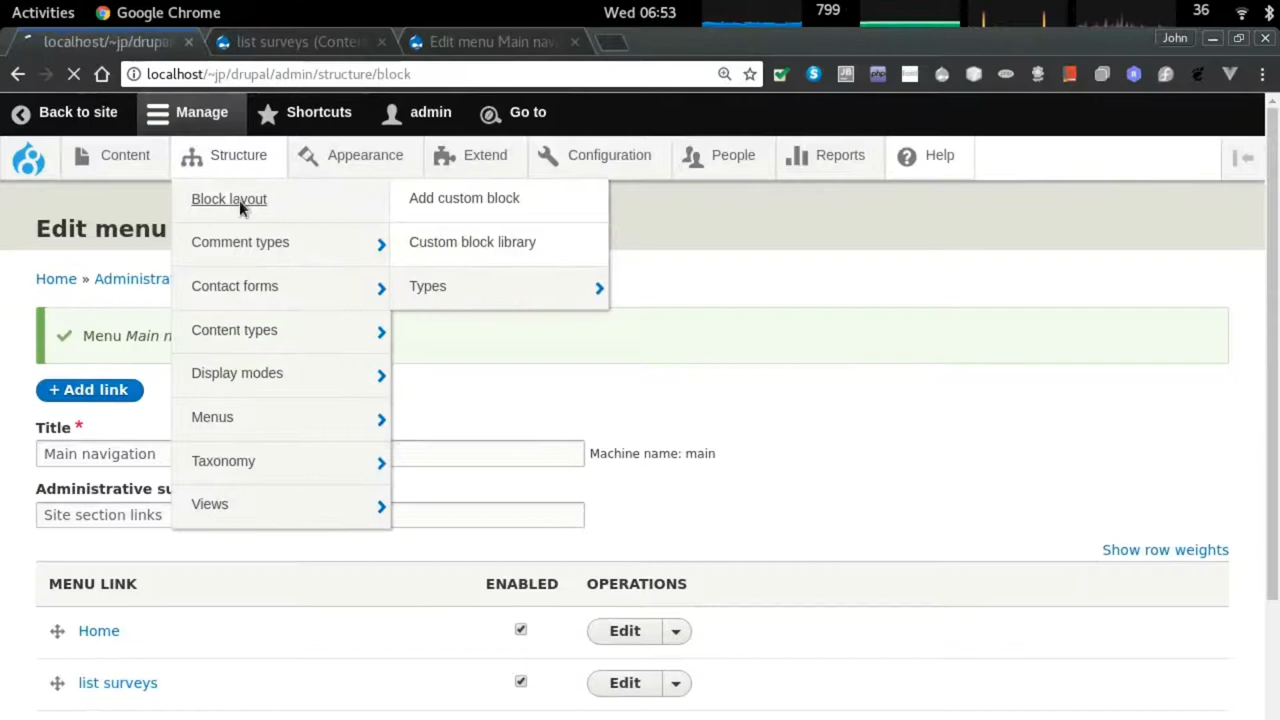 Activities Google Chrome Wed 06:53 799 36
localhost/~jp/drupa × list surveys (Conte × Edit menu Main nav × John
localhost/~jp/drupal/admin/structure/block
Back to site Manage Shortcuts admin Go to
Content Structure Appearance Extend Configuration People Reports Help
Block layout Add custom block
Edit menu
Comment types Custom block library
Home » Administra
Contact forms Types
Content types
Menu Main n
Display modes
+ Add link
Menus
Title *
Main navigation Machine name: main
Taxonomy
Administrative su
Views
Site section links
Show row weights
MENU LINK ENABLED OPERATIONS
Home Edit
list surveys Edit